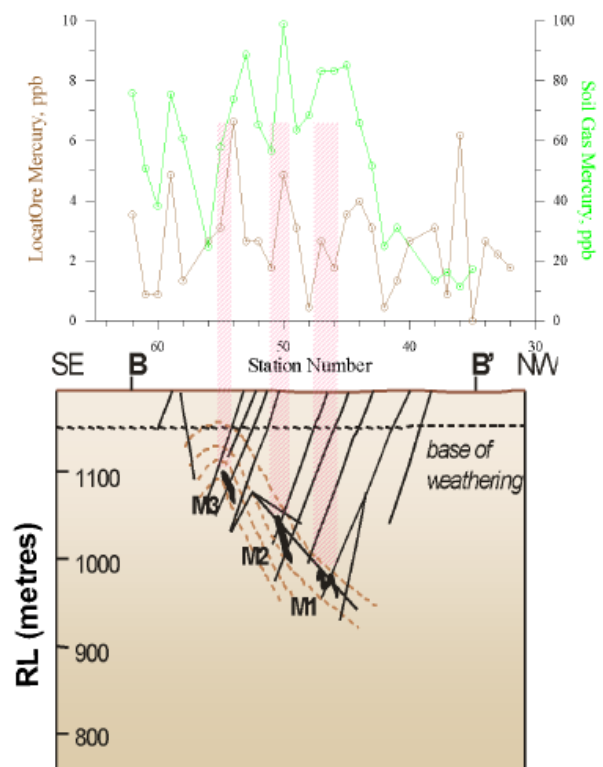 10
8
6
4
2
0
LocatOre Mercury, ppb
100
80
60
40
20
0
Soil Gas Mercury, ppb
60
50
40
30
Station Number
SE
B
B'
NW
base of
weathering
1100
1000
900
800
RL (metres)
M3
M2
M1